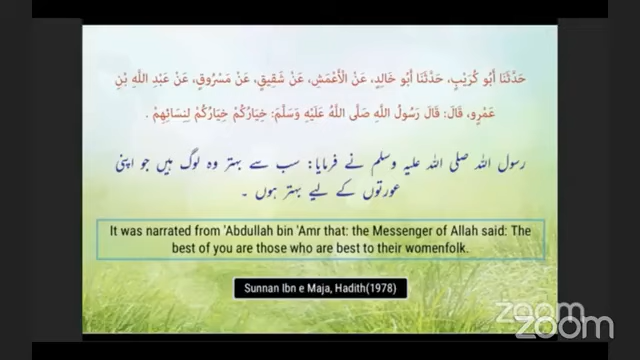 حَدَّثَنَا أَبُو كُرَيْبٍ، حَدَّثَنَا أَبُو خَالِدٍ، عَنْ الْأَعْمَشِ، عَنْ شَقِيقٍ، عَنْ مَسْرُوقٍ، عَنْ عَبْدِ اللَّهِ بْنِ
عَمْرٍو، قَالَ: قَالَ رَسُولُ اللَّهِ صَلَّى اللَّهُ عَلَيْهِ وَسَلَّمَ: خِيَارُكُمْ خِيَارُكُمْ لِنِسَائِهِمْ .
رسول اللہ صلی اللہ علیہ وسلم نے فرمایا: سب سے بہتر وہ لوگ ہیں جو اپنی
عورتوں کے لیے بہتر ہوں ۔
It was narrated from 'Abdullah bin 'Amr that: the Messenger of Allah said: The
best of you are those who are best to their womenfolk.
Sunnan Ibn e Maja, Hadith(1978)
zoom
zoom